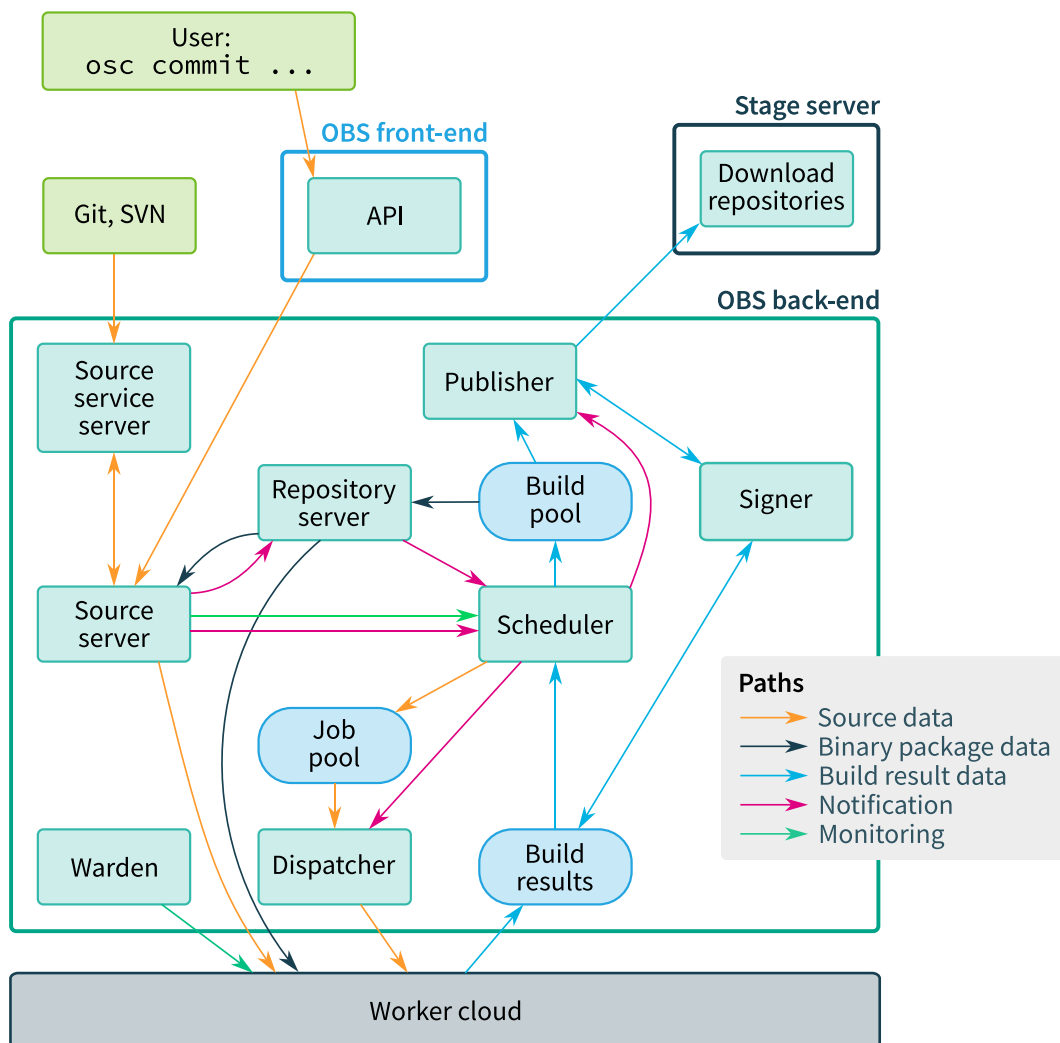 User:
osc commit ...
OBS front-end
Stage server
Git, SVN
API
Download
repositories
OBS back-end
Source
service
server
Publisher
Repository
server
Build
pool
Signer
Source
server
Scheduler
Job
pool
Warden
Dispatcher
Build
results
Paths
Source data
Binary package data
Build result data
Notification
Monitoring
Worker cloud